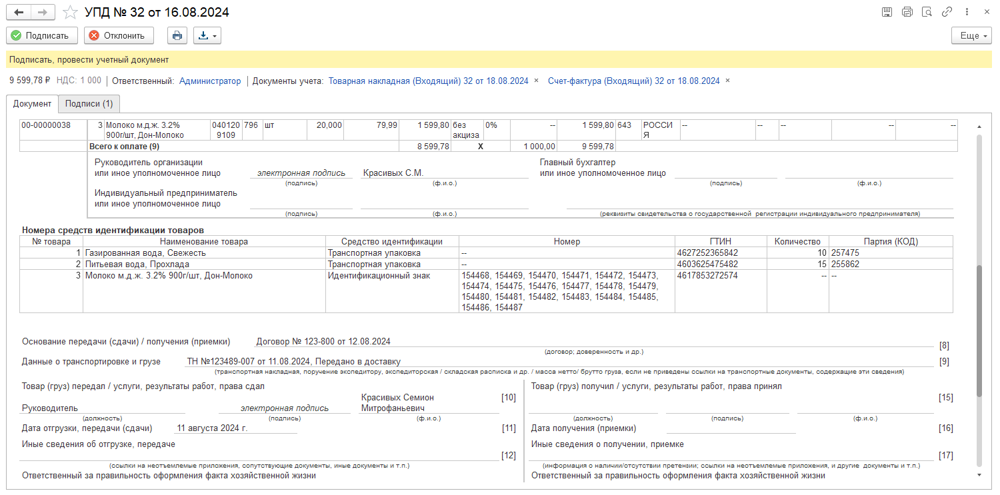 УПД № 32 от 16.08.2024
Подписать Отклонить Еще
Подписать, провести учетный документ
9 599,78 ₽ НДС: 1 000 Ответственный: Администратор Документы учета: Товарная накладная (Входящий) 32 от 18.08.2024 × Счет-фактура (Входящий) 32 от 18.08.2024 ×
Документ Подписи (1)
00-00000038 3 Молоко м.д.ж. 3.2% 040120 796 шт 20,000 79,99 1 599,80 без 0% -- 1 599,80 643 РОССИ -- -- -- -- --
900г/шт, Дон-Молоко 9109 акциза Я
Всего к оплате (9) 8 599,78 X 1 000,00 9 599,78
Руководитель организации Главный бухгалтер
или иное уполномоченное лицо электронная подпись Красивых С.М. или иное уполномоченное лицо
(подпись) (ф.и.о.) (подпись) (ф.и.о.)
Индивидуальный предприниматель
или иное уполномоченное лицо
(подпись) (ф.и.о.) (реквизиты свидетельства о государственной регистрации индивидуального предпринимателя)
Номера средств идентификации товаров
№ товара Наименование товара Средство идентификации Номер ГТИН Количество Партия (КОД)
1 Газированная вода, Свежесть Транспортная упаковка -- 4627252365842 10 257475
2 Питьевая вода, Прохлада Транспортная упаковка -- 4603625475482 15 255862
3 Молоко м.д.ж. 3.2% 900г/шт, Дон-Молоко Идентификационный знак 154468, 154469, 154470, 154471, 154472, 154473, 4617853272574 -- --
154474, 154475, 154476, 154477, 154478, 154479,
154480, 154481, 154482, 154483, 154484, 154485,
154486, 154487
Основание передачи (сдачи) / получения (приемки) Договор № 123-800 от 12.08.2024 [8]
(договор; доверенность и др.)
Данные о транспортировке и грузе ТН №123489-007 от 11.08.2024, Передано в доставку [9]
(транспортная накладная, поручение экспедитору, экспедиторская / складская расписка и др. / масса нетто/ брутто груза, если не приведены ссылки на транспортные документы, содержащие эти сведения)
Товар (груз) передал / услуги, результаты работ, права сдал Товар (груз) получил / услуги, результаты работ, права принял
Красивых Семион [10] [15]
Руководитель электронная подпись Митрофаньевич
(должность) (подпись) (ф.и.о.) (должность) (подпись) (ф.и.о.)
Дата отгрузки, передачи (сдачи) 11 августа 2024 г. [11] Дата получения (приемки) [16]
Иные сведения об отгрузке, передаче Иные сведения о получении, приемке
[12] [17]
(ссылки на неотъемлемые приложения, сопутствующие документы, иные документы и т.п.) (информация о наличии/отсутствии претензии; ссылки на неотъемлемые приложения, и другие документы и т.п.)
Ответственный за правильность оформления факта хозяйственной жизни Ответственный за правильность оформления факта хозяйственной жизни